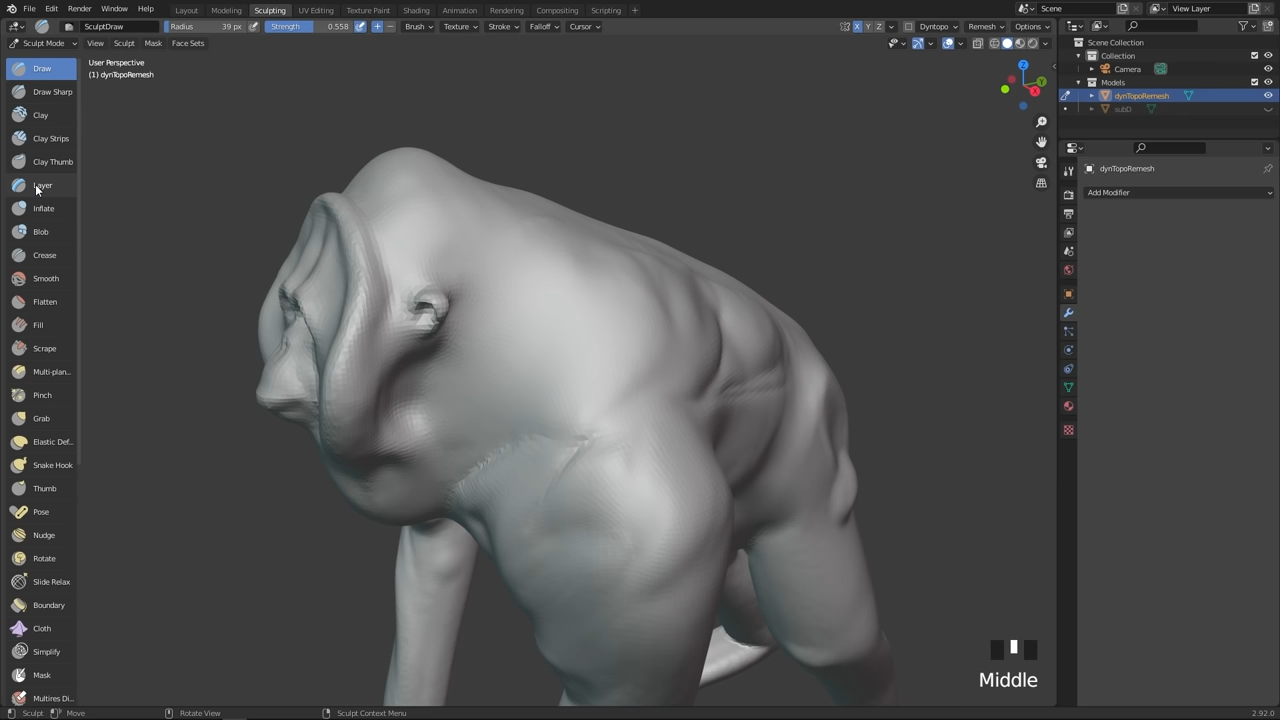 File Edit Render Window Help
Layout Modeling Sculpting UV Editing Texture Paint Shading Animation Rendering Compositing Scripting +
Scene
View Layer
SculptDraw
Radius 39 px
Strength 0.558
+ −
Brush Texture Stroke Falloff Cursor
X Y Z
Dyntopo Remesh Options
Sculpt Mode View Sculpt Mask Face Sets
User Perspective
(1) dynTopoRemesh
Z
Y
X
Draw
Draw Sharp
Clay
Clay Strips
Clay Thumb
Layer
Inflate
Blob
Crease
Smooth
Flatten
Fill
Scrape
Multi-plan...
Pinch
Grab
Elastic Def...
Snake Hook
Thumb
Pose
Nudge
Rotate
Slide Relax
Boundary
Cloth
Simplify
Mask
Multires Di...
Scene Collection
Collection
Camera
Models
dynTopoRemesh
subD
dynTopoRemesh
Add Modifier
Middle
Sculpt Move Rotate View Sculpt Context Menu
2.92.0